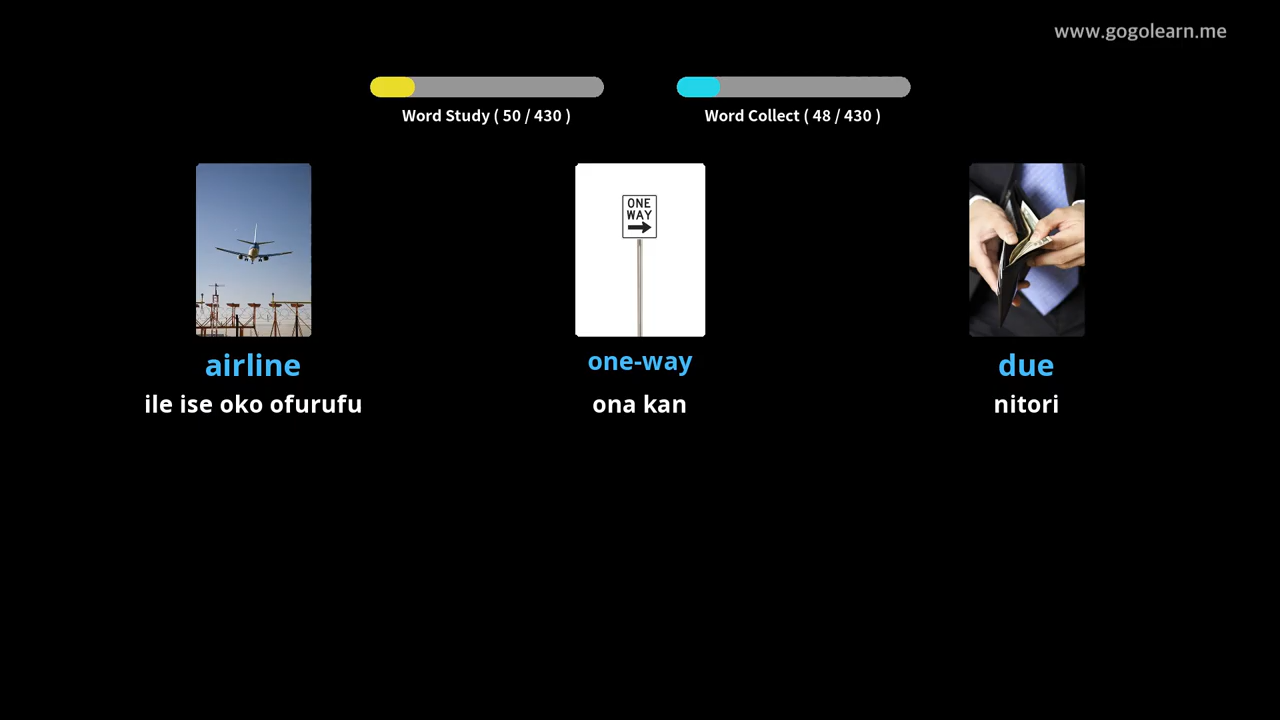 www.gogolearn.me
Word Study ( 50 / 430 )
Word Collect ( 48 / 430 )
ONE
WAY
airline
one-way
due
ile ise oko ofurufu
ona kan
nitori